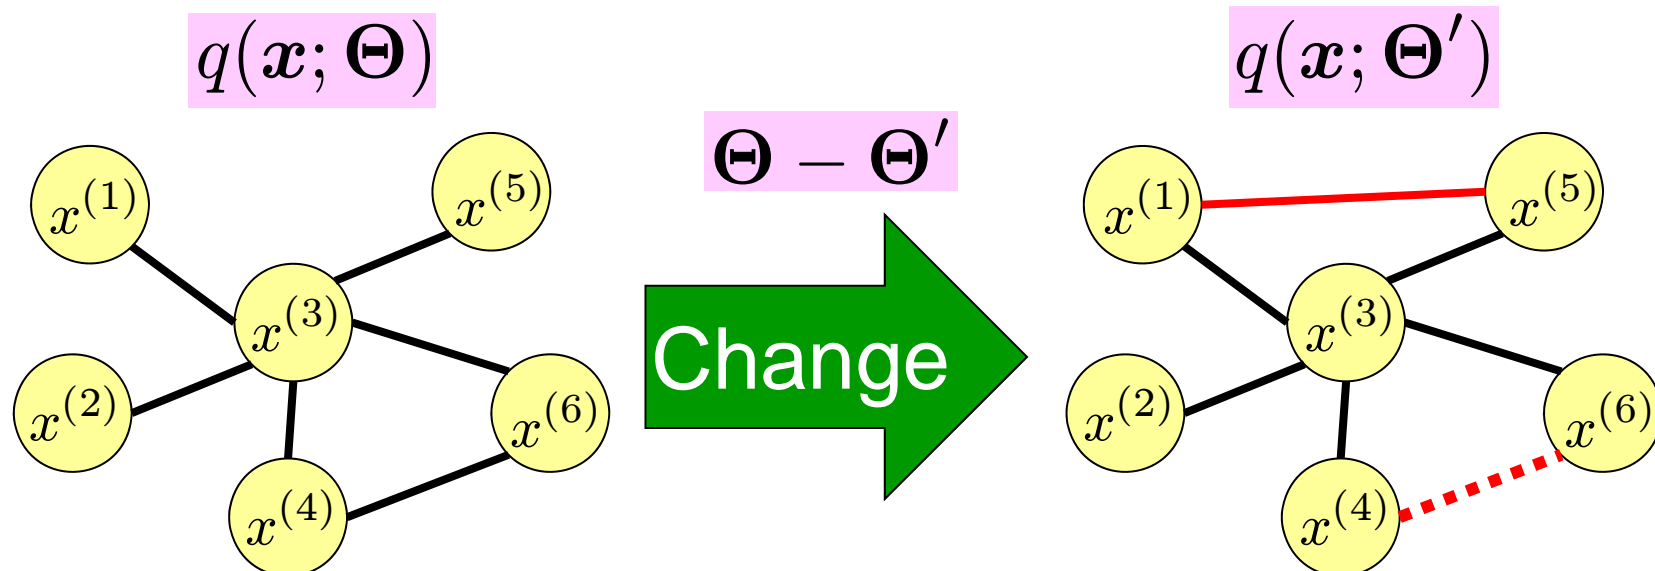 q(x; Θ)
q(x; Θ′)
Θ − Θ′
x^(1)
x^(5)
x^(3)
x^(2)
x^(6)
x^(4)
Change
x^(1)
x^(5)
x^(3)
x^(2)
x^(6)
x^(4)